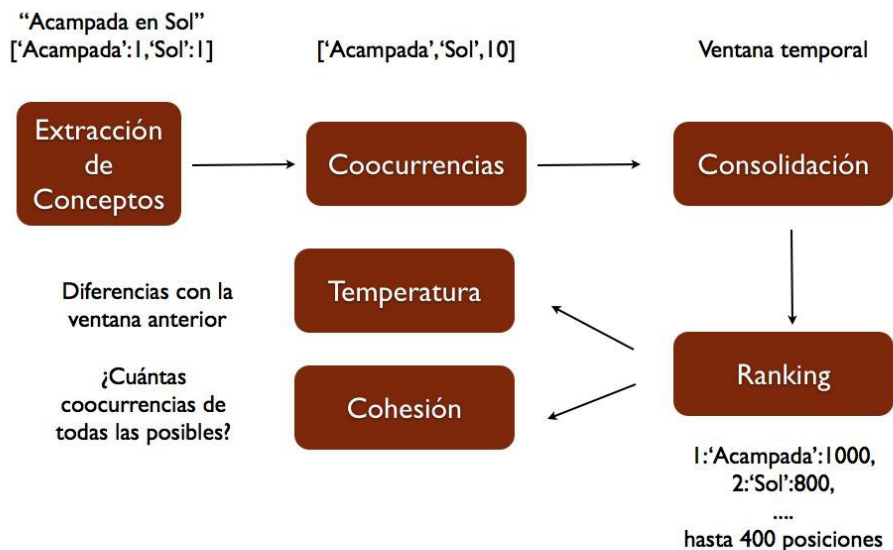 “Acampada en Sol”
[‘Acampada’:1,‘Sol’:1]
[‘Acampada’,‘Sol’,10]
Ventana temporal
Extracción
de
Conceptos
Coocurrencias
Consolidación
Diferencias con la
ventana anterior
Temperatura
¿Cuántas
coocurrencias de
todas las posibles?
Cohesión
Ranking
1:‘Acampada’:1000,
2:‘Sol’:800,
....
hasta 400 posiciones